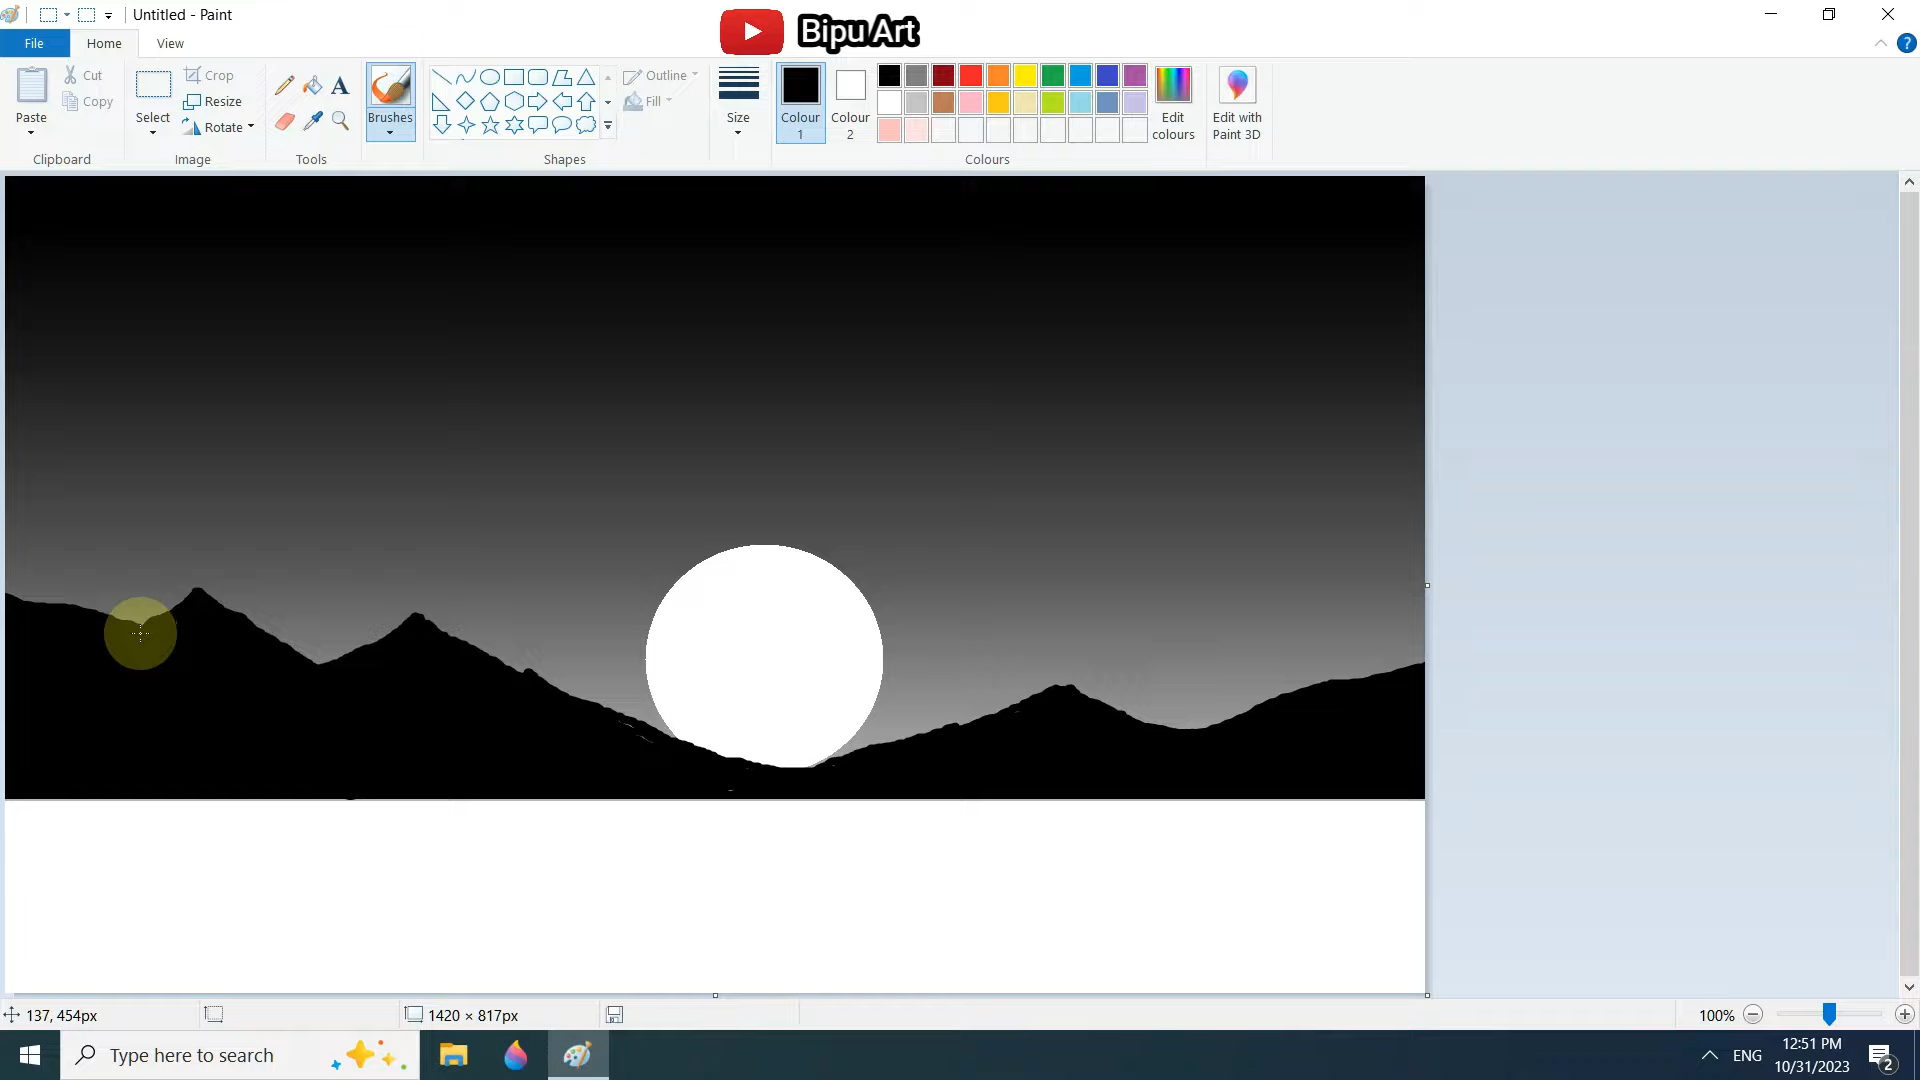 Untitled - Paint
Bipu Art
File
Home
View
Paste
Cut
Copy
Clipboard
Select
Crop
Resize
Rotate
Image
A
Tools
Brushes
Outline
Fill
Shapes
Size
Colour
1
Colour
2
Edit
colours
Edit with
Paint 3D
Colours
?
137, 454px
1420 × 817px
100%
Type here to search
ENG
12:51 PM
10/31/2023
2